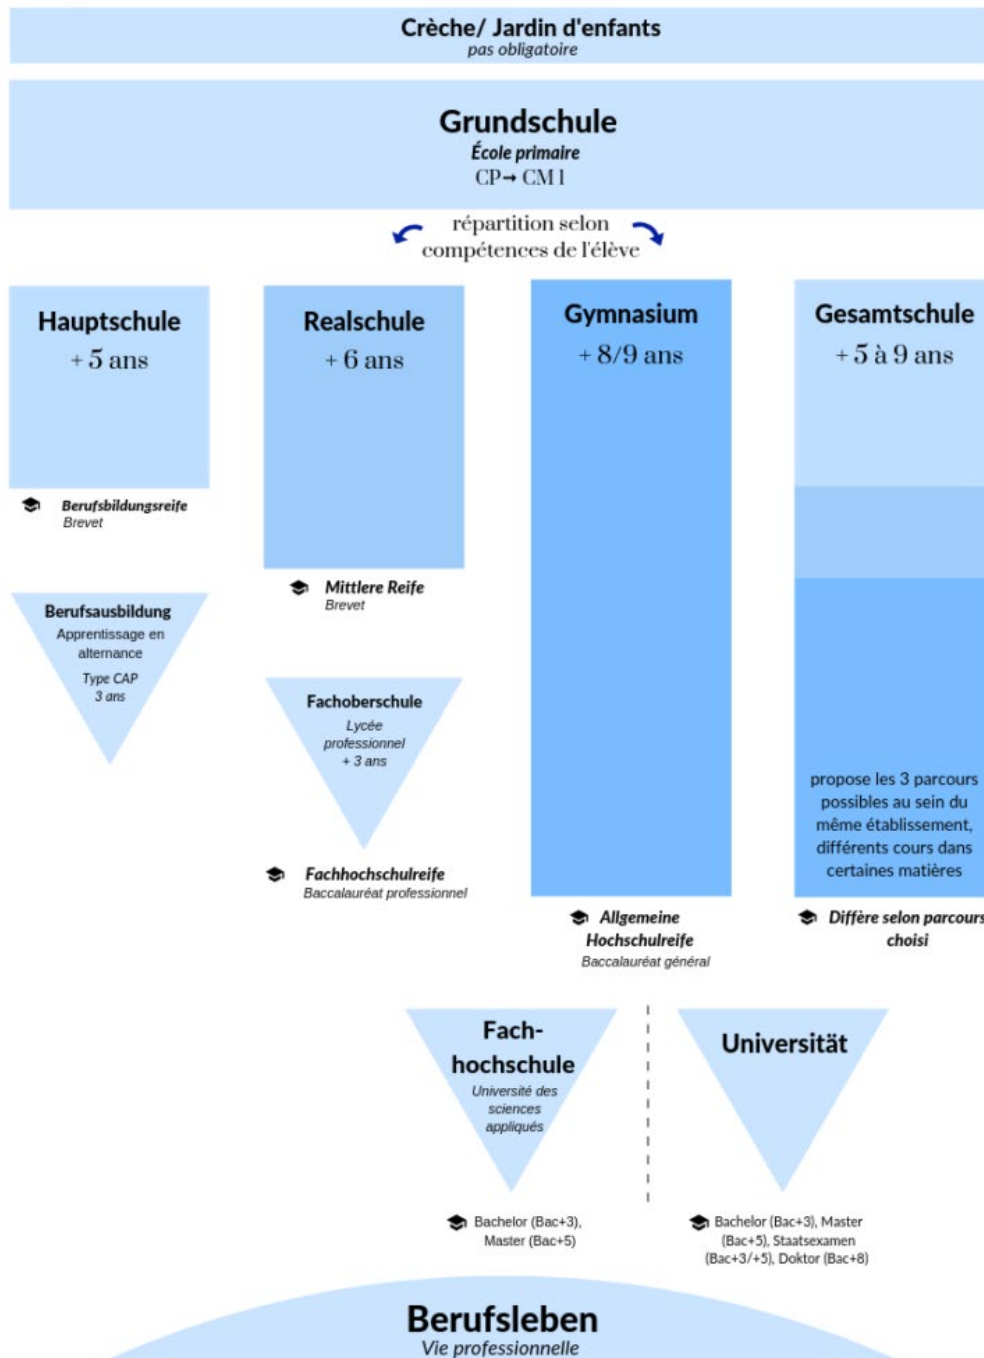 Crèche/ Jardin d'enfants
pas obligatoire
Grundschule
École primaire
CP→ CM1
répartition selon
compétences de l'élève
Hauptschule
+ 5 ans
Berufsbildungsreife
Brevet
Berufsausbildung
Apprentissage en
alternance
Type CAP
3 ans
Realschule
+ 6 ans
Mittlere Reife
Brevet
Fachoberschule
Lycée
professionnel
+ 3 ans
Fachhochschulreife
Baccalauréat professionnel
Gymnasium
+ 8/9 ans
Allgemeine
Hochschulreife
Baccalauréat général
Gesamtschule
+ 5 à 9 ans
propose les 3 parcours
possibles au sein du
même établissement,
différents cours dans
certaines matières
Diffère selon parcours
choisi
Fach-
hochschule
Université des
sciences
appliqués
Bachelor (Bac+3),
Master (Bac+5)
Universität
Bachelor (Bac+3), Master
(Bac+5), Staatsexamen
(Bac+3/+5), Doktor (Bac+8)
Berufsleben
Vie professionnelle